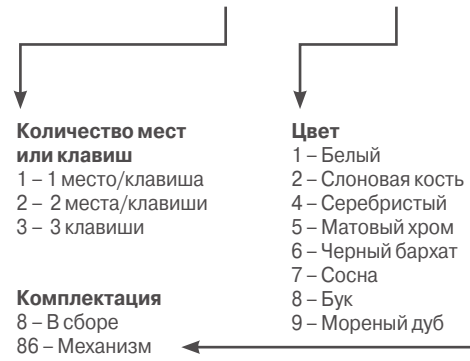 Количество мест
или клавиш
1 – 1 место/клавиша
2 – 2 места/клавиши
3 – 3 клавиши
Комплектация
8 – В сборе
86 – Механизм
Цвет
1 – Белый
2 – Слоновая кость
4 – Серебристый
5 – Матовый хром
6 – Черный бархат
7 – Сосна
8 – Бук
9 – Мореный дуб